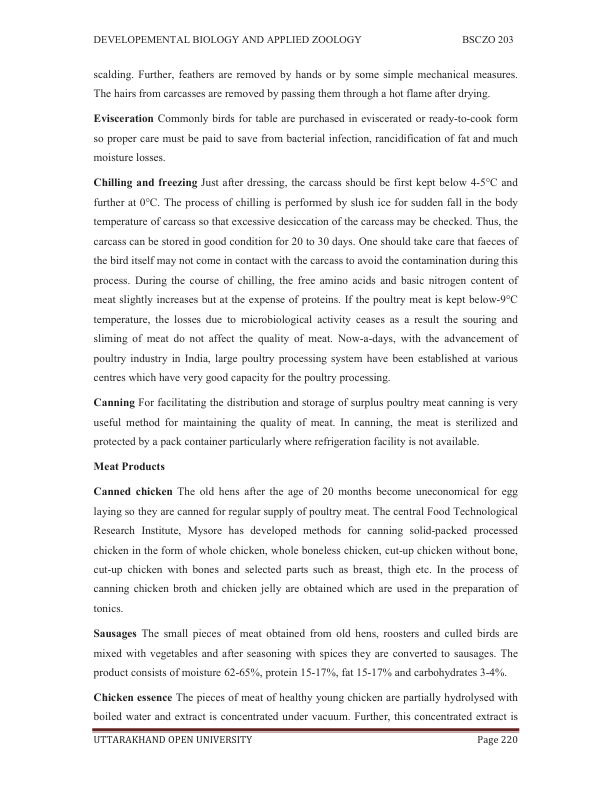 DEVELOPEMENTAL BIOLOGY AND APPLIED ZOOLOGY BSCZO 203
scalding. Further, feathers are removed by hands or by some simple mechanical measures.
The hairs from carcasses are removed by passing them through a hot flame after drying.
Evisceration Commonly birds for table are purchased in eviscerated or ready-to-cook form
so proper care must be paid to save from bacterial infection, rancidification of fat and much
moisture losses.
Chilling and freezing Just after dressing, the carcass should be first kept below 4-5°C and
further at 0°C. The process of chilling is performed by slush ice for sudden fall in the body
temperature of carcass so that excessive desiccation of the carcass may be checked. Thus, the
carcass can be stored in good condition for 20 to 30 days. One should take care that faeces of
the bird itself may not come in contact with the carcass to avoid the contamination during this
process. During the course of chilling, the free amino acids and basic nitrogen content of
meat slightly increases but at the expense of proteins. If the poultry meat is kept below-9°C
temperature, the losses due to microbiological activity ceases as a result the souring and
sliming of meat do not affect the quality of meat. Now-a-days, with the advancement of
poultry industry in India, large poultry processing system have been established at various
centres which have very good capacity for the poultry processing.
Canning For facilitating the distribution and storage of surplus poultry meat canning is very
useful method for maintaining the quality of meat. In canning, the meat is sterilized and
protected by a pack container particularly where refrigeration facility is not available.
Meat Products
Canned chicken The old hens after the age of 20 months become uneconomical for egg
laying so they are canned for regular supply of poultry meat. The central Food Technological
Research Institute, Mysore has developed methods for canning solid-packed processed
chicken in the form of whole chicken, whole boneless chicken, cut-up chicken without bone,
cut-up chicken with bones and selected parts such as breast, thigh etc. In the process of
canning chicken broth and chicken jelly are obtained which are used in the preparation of
tonics.
Sausages The small pieces of meat obtained from old hens, roosters and culled birds are
mixed with vegetables and after seasoning with spices they are converted to sausages. The
product consists of moisture 62-65%, protein 15-17%, fat 15-17% and carbohydrates 3-4%.
Chicken essence The pieces of meat of healthy young chicken are partially hydrolysed with
boiled water and extract is concentrated under vacuum. Further, this concentrated extract is
UTTARAKHAND OPEN UNIVERSITY Page 220